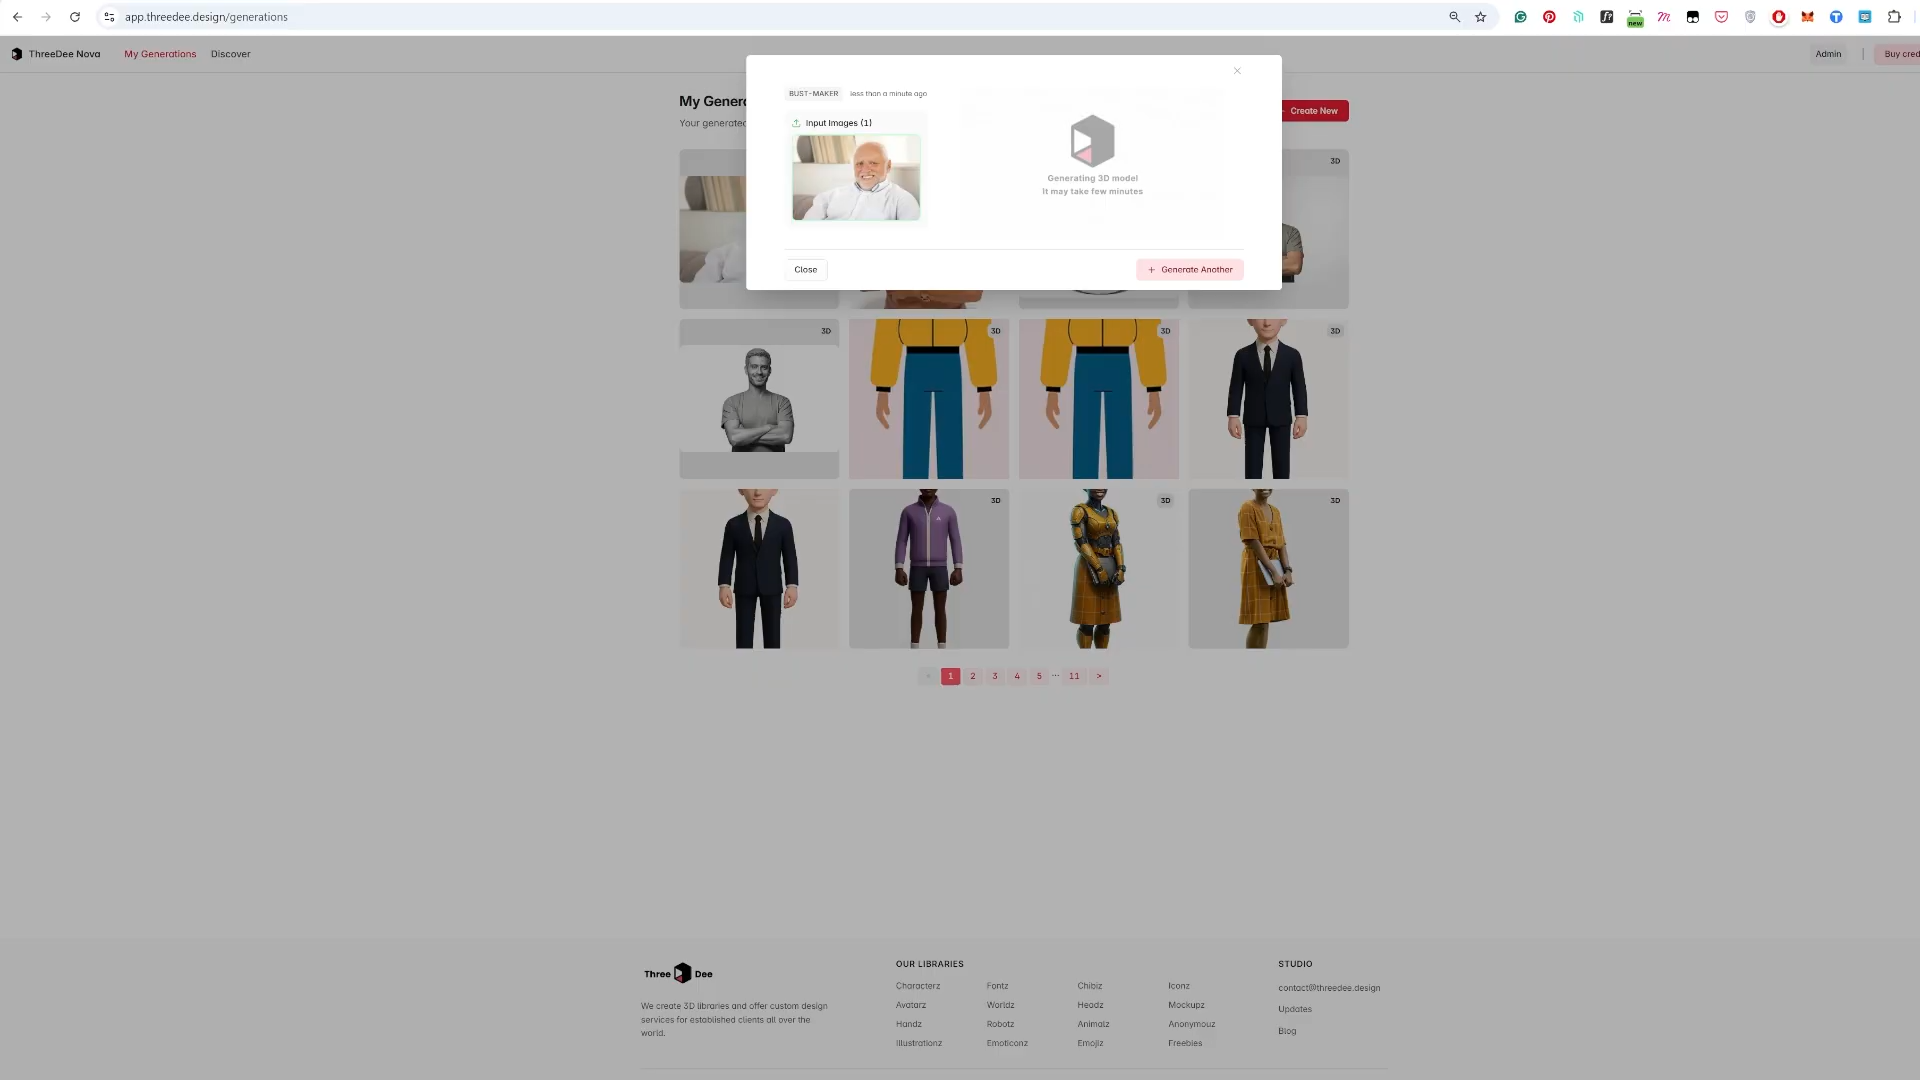 app.threedee.design/generations
new
ThreeDee Nova
My Generations
Discover
Admin
Buy cred
My Genera
Your generated
Create New
BUST-MAKER
less than a minute ago
Input Images (1)
Generating 3D model
It may take few minutes
Close
+ Generate Another
3D
3D
3D
3D
3D
3D
3D
3D
< 1 2 3 4 5 ... 11 >
Three Dee
We create 3D libraries and offer custom design
services for established clients all over the
world.
OUR LIBRARIES
Characterz
Fontz
Chibiz
Iconz
Avatarz
Worldz
Headz
Mockupz
Handz
Robotz
Animalz
Anonymouz
Illustrationz
Emoticonz
Emojiz
Freebies
STUDIO
contact@threedee.design
Updates
Blog